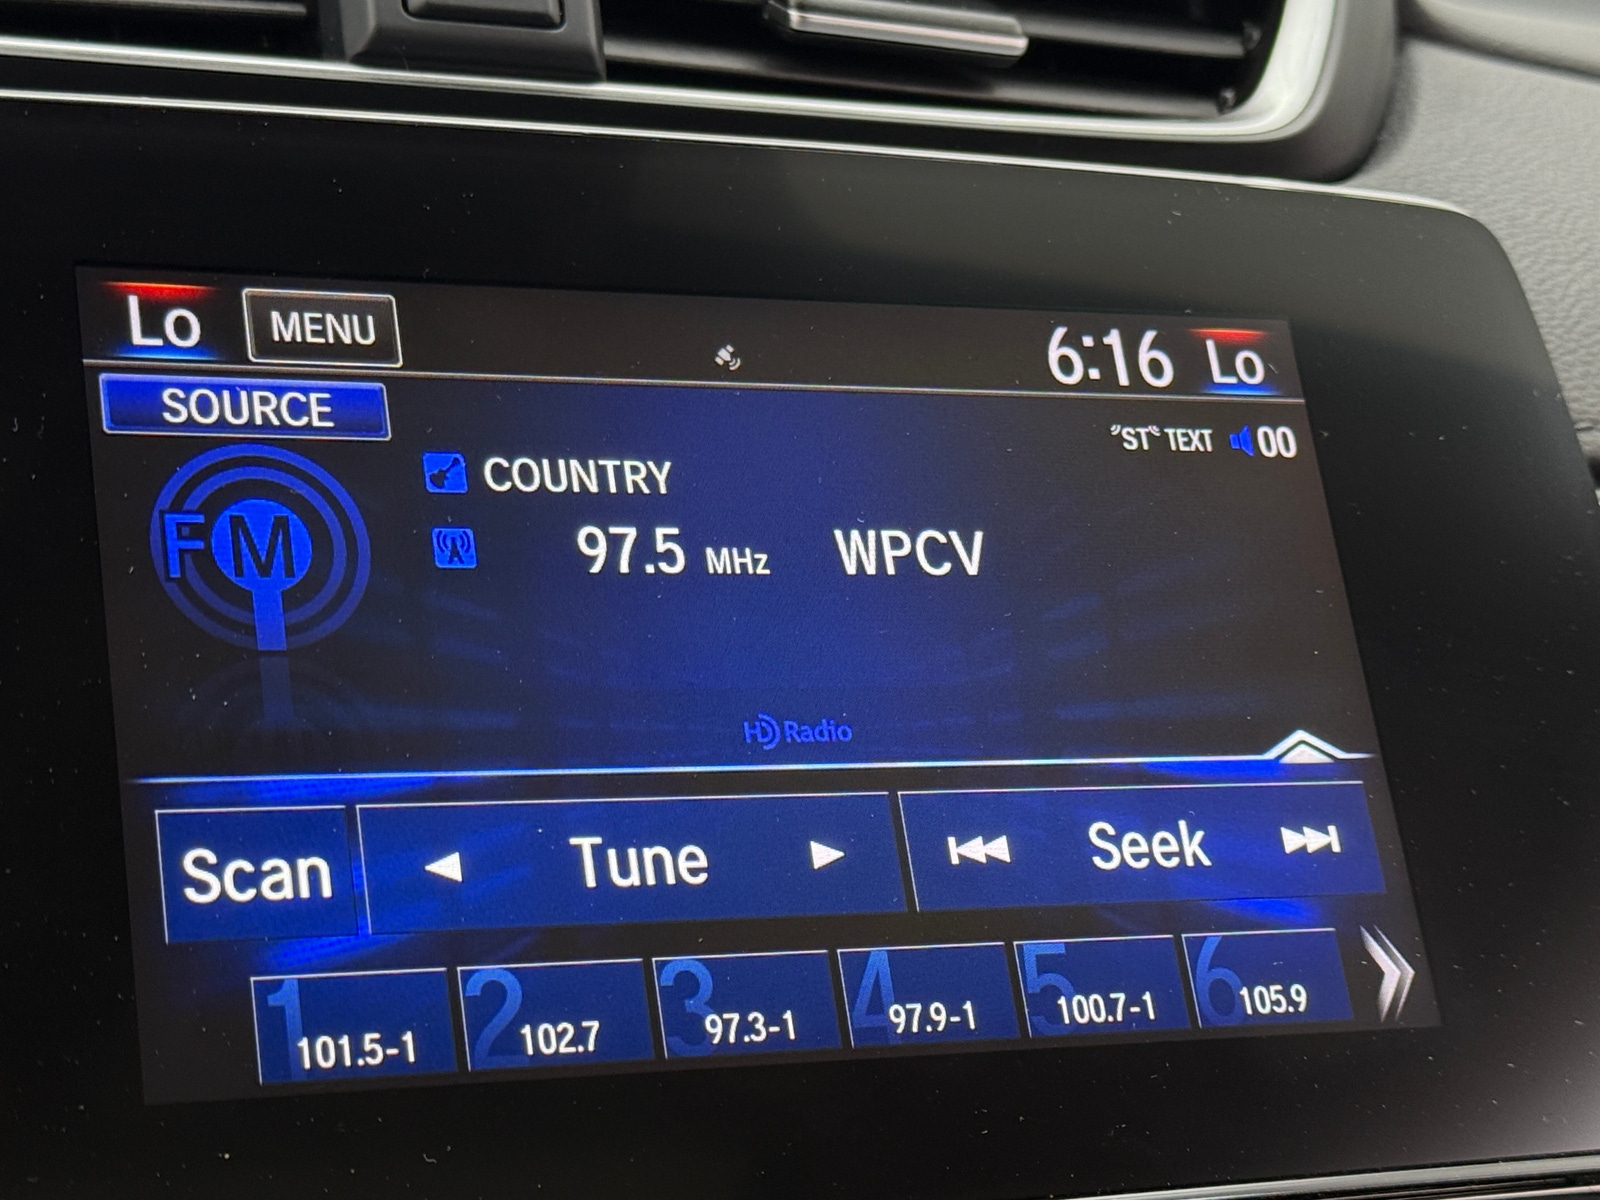 Lo MENU 6:16 Lo
SOURCE
"ST" TEXT 00
FM
COUNTRY
97.5 MHz WPCV
HD Radio
Scan Tune Seek
1 101.5-1
2 102.7
3 97.3-1
4 97.9-1
5 100.7-1
6 105.9